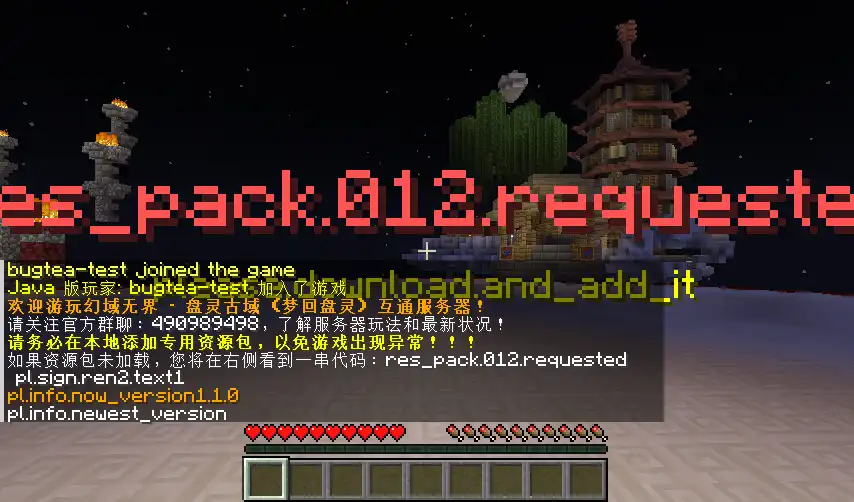 es_pack.012.requeste
download.and_add_it
bugtea-test joined the game
Java 版玩家: bugtea-test 加入了游戏
欢迎游玩幻域无界 - 盘灵古域《梦回盘灵》互通服务器！
请关注官方群聊：490989498，了解服务器玩法和最新状况！
请务必在本地添加专用资源包，以免游戏出现异常！！！
如果资源包未加载，您将在右侧看到一串代码：res_pack.012.requested
pl.sign.ren2.text1
pl.info.now_version1.1.0
pl.info.newest_version